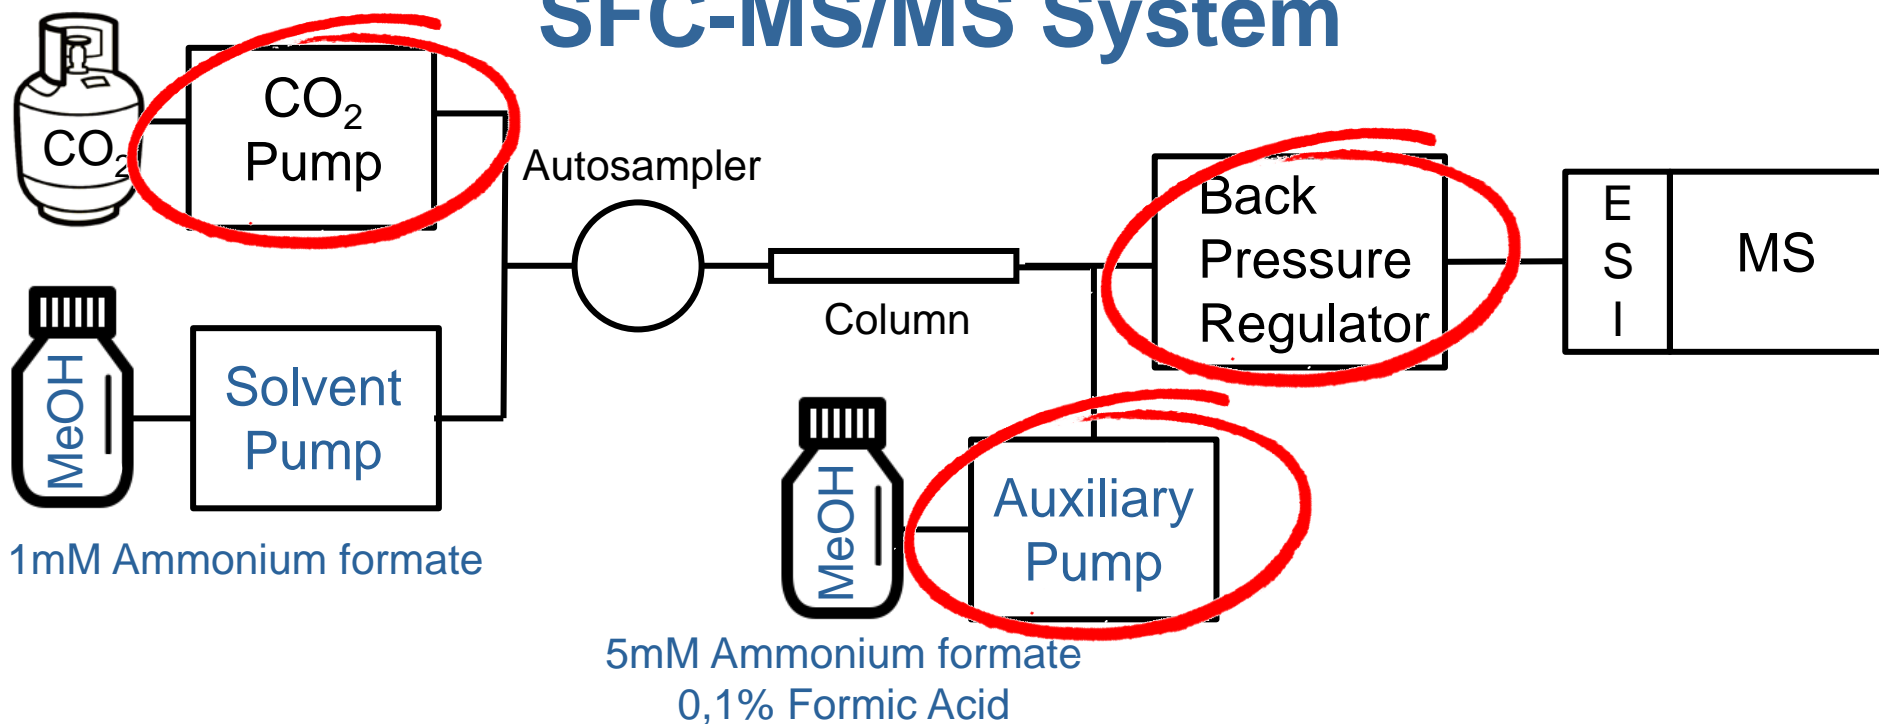 SFC-MS/MS System
CO₂
CO₂
Pump
Autosampler
Back
Pressure
Regulator
E
S
I
MS
Column
MeOH
Solvent
Pump
1mM Ammonium formate
MeOH
Auxiliary
Pump
5mM Ammonium formate
0,1% Formic Acid